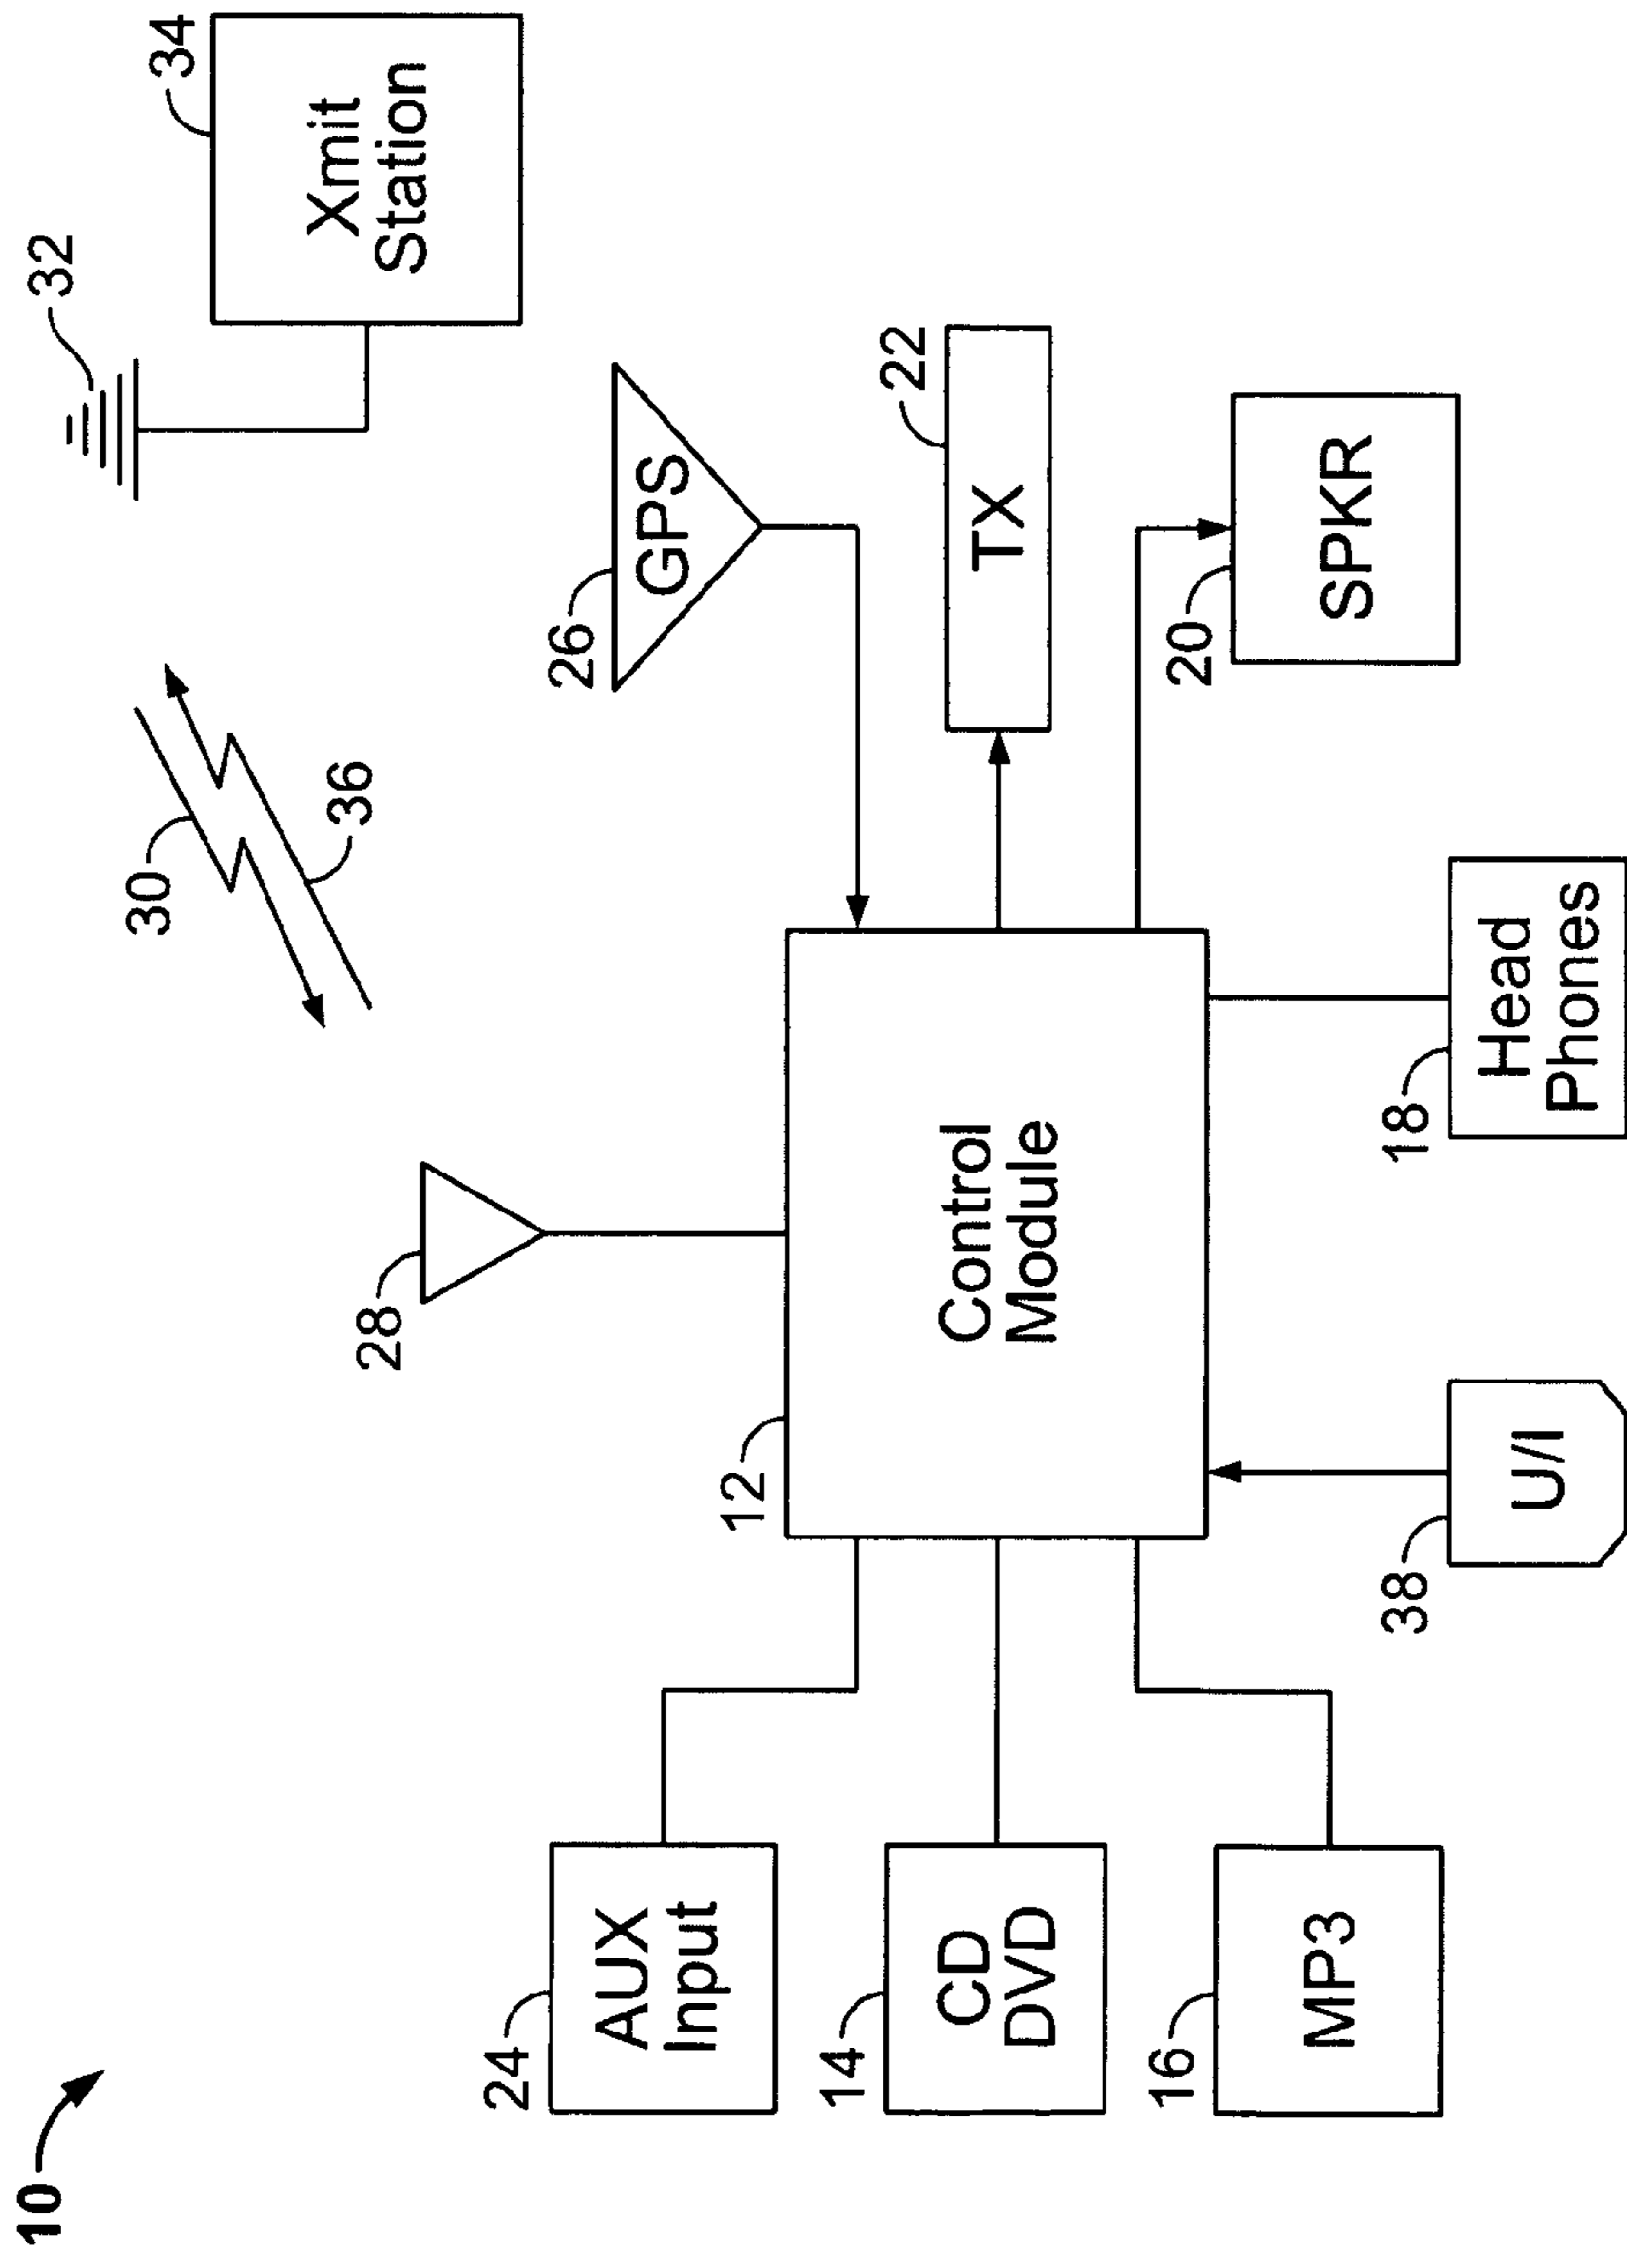 10
32
34
Xmit
Station
30
36
28
26
GPS
12
Control
Module
22
TX
24
AUX
Input
14
CD
DVD
16
MP3
20
SPKR
38
U/I
18
Head
Phones